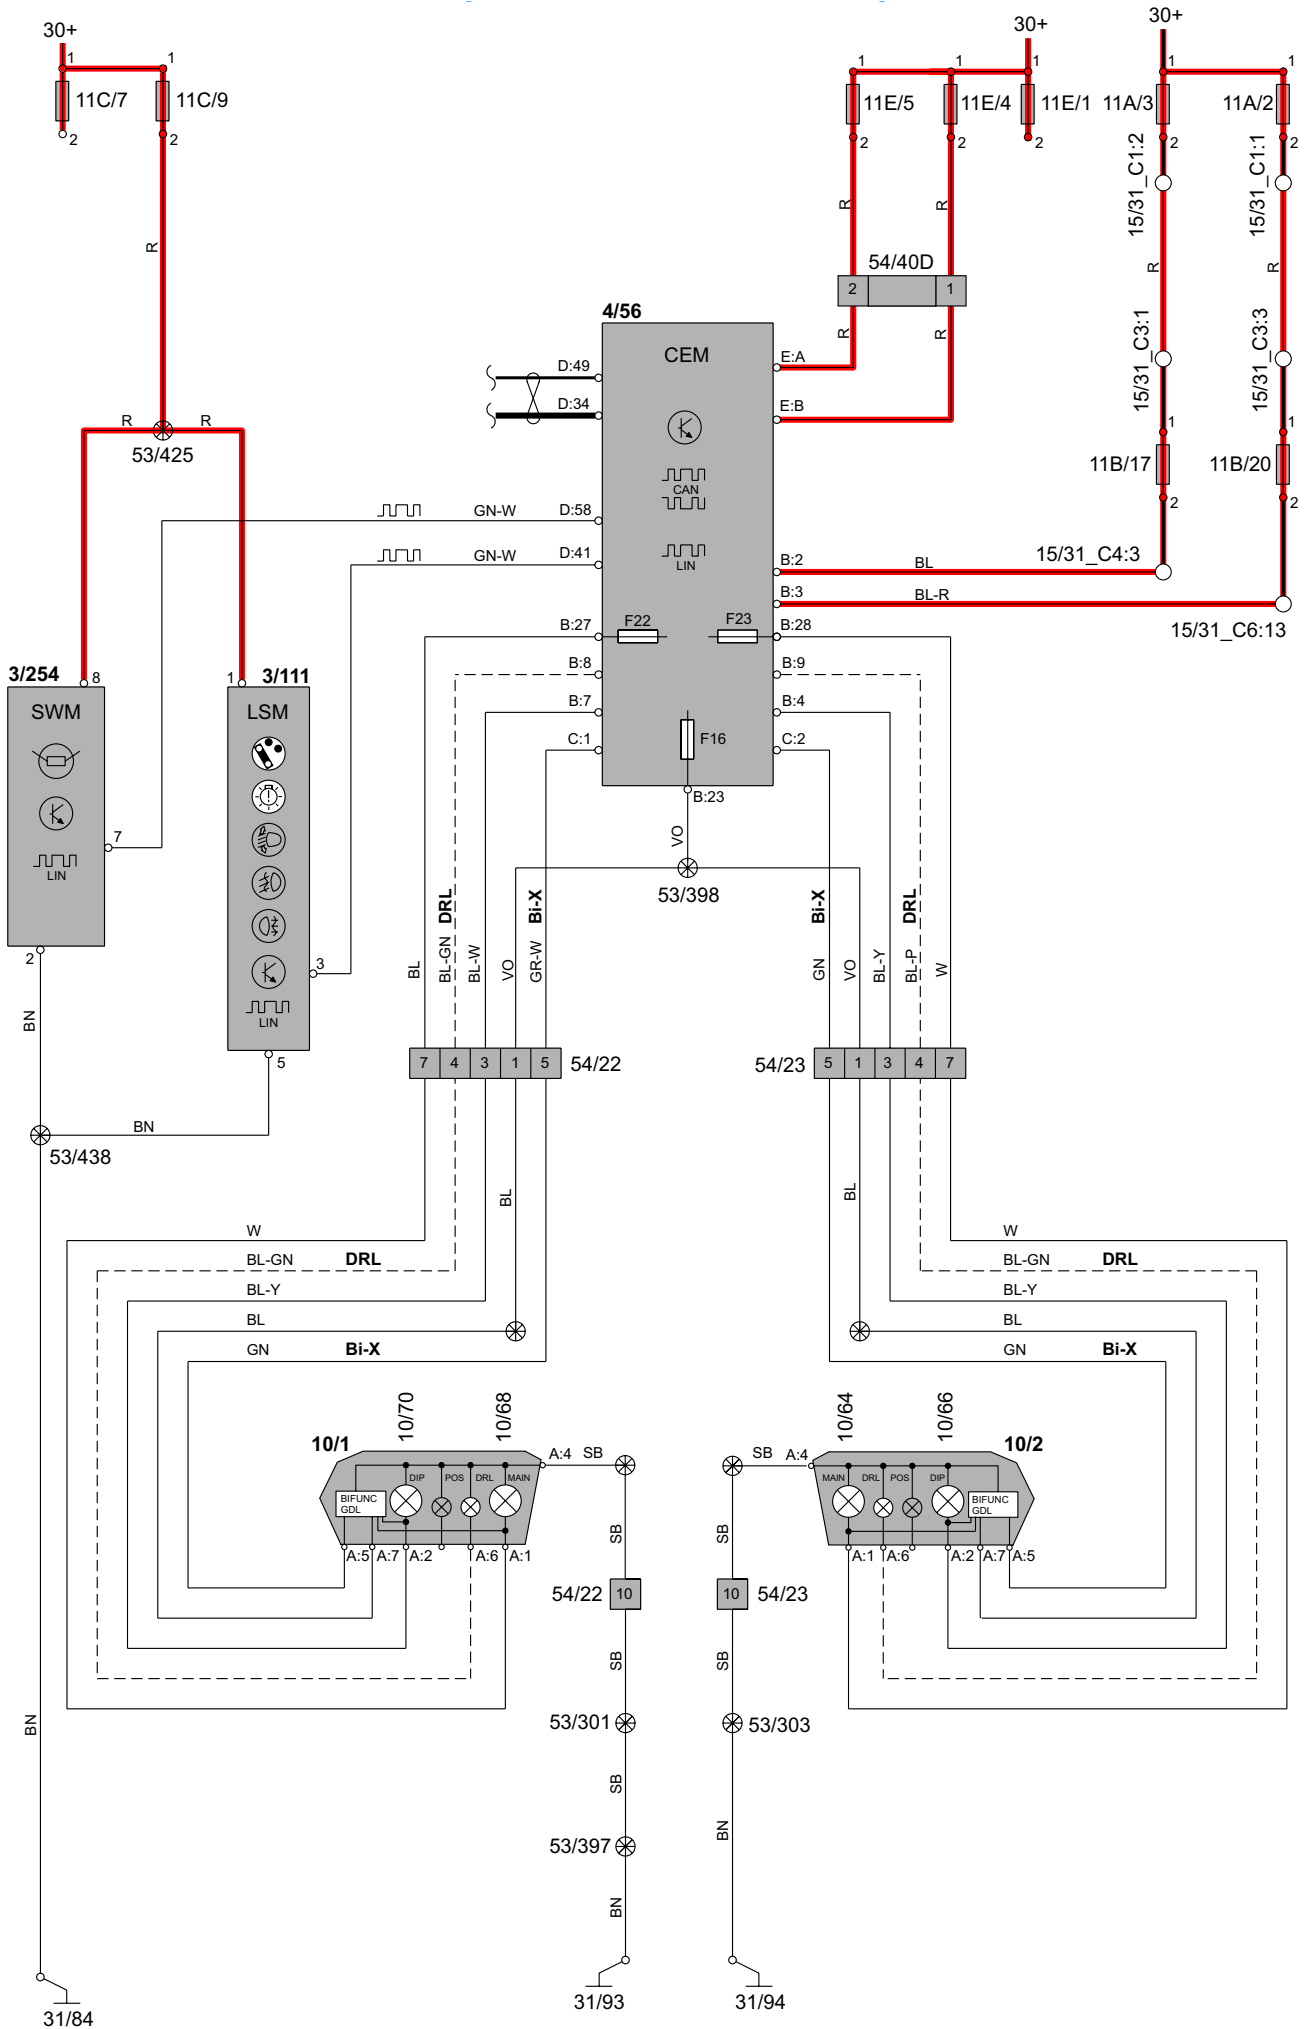 30+
30+
30+
1
1
1
1
1
1
1
11C/7
11C/9
11E/5
11E/4
11E/1
11A/3
11A/2
2
2
2
2
2
2
2
15/31_C1:2
15/31_C1:1
R
R
R
R
R
54/40D
2
1
R
R
15/31_C3:1
15/31_C3:3
4/56
CEM
D:49
E:A
D:34
E:B
R
R
53/425
1
1
11B/17
11B/20
2
2
CAN
LIN
GN-W
D:58
GN-W
D:41
B:2
BL
15/31_C4:3
B:3
BL-R
15/31_C6:13
B:27
F22
F23
B:28
B:8
B:9
B:7
B:4
C:1
F16
C:2
B:23
3/254
8
1
3/111
SWM
LSM
7
LIN
2
3
LIN
5
VO
53/398
BL
BL-GN
DRL
BL-W
VO
GR-W
Bi-X
Bi-X
GN
VO
BL-Y
DRL
BL-P
W
BN
7
4
3
1
5
54/22
54/23
5
1
3
4
7
BN
53/438
BL
BL
W
W
BL-GN
DRL
BL-GN
DRL
BL-Y
BL-Y
BL
BL
GN
Bi-X
GN
Bi-X
10/70
10/68
10/64
10/66
10/1
10/2
A:4
SB
SB
A:4
DIP
POS
DRL
MAIN
MAIN
DRL
POS
DIP
BIFUNC
GDL
BIFUNC
GDL
A:5
A:7
A:2
A:6
A:1
A:1
A:6
A:2
A:7
A:5
SB
SB
54/22
10
10
54/23
SB
SB
53/301
53/303
BN
SB
53/397
BN
BN
31/84
31/93
31/94